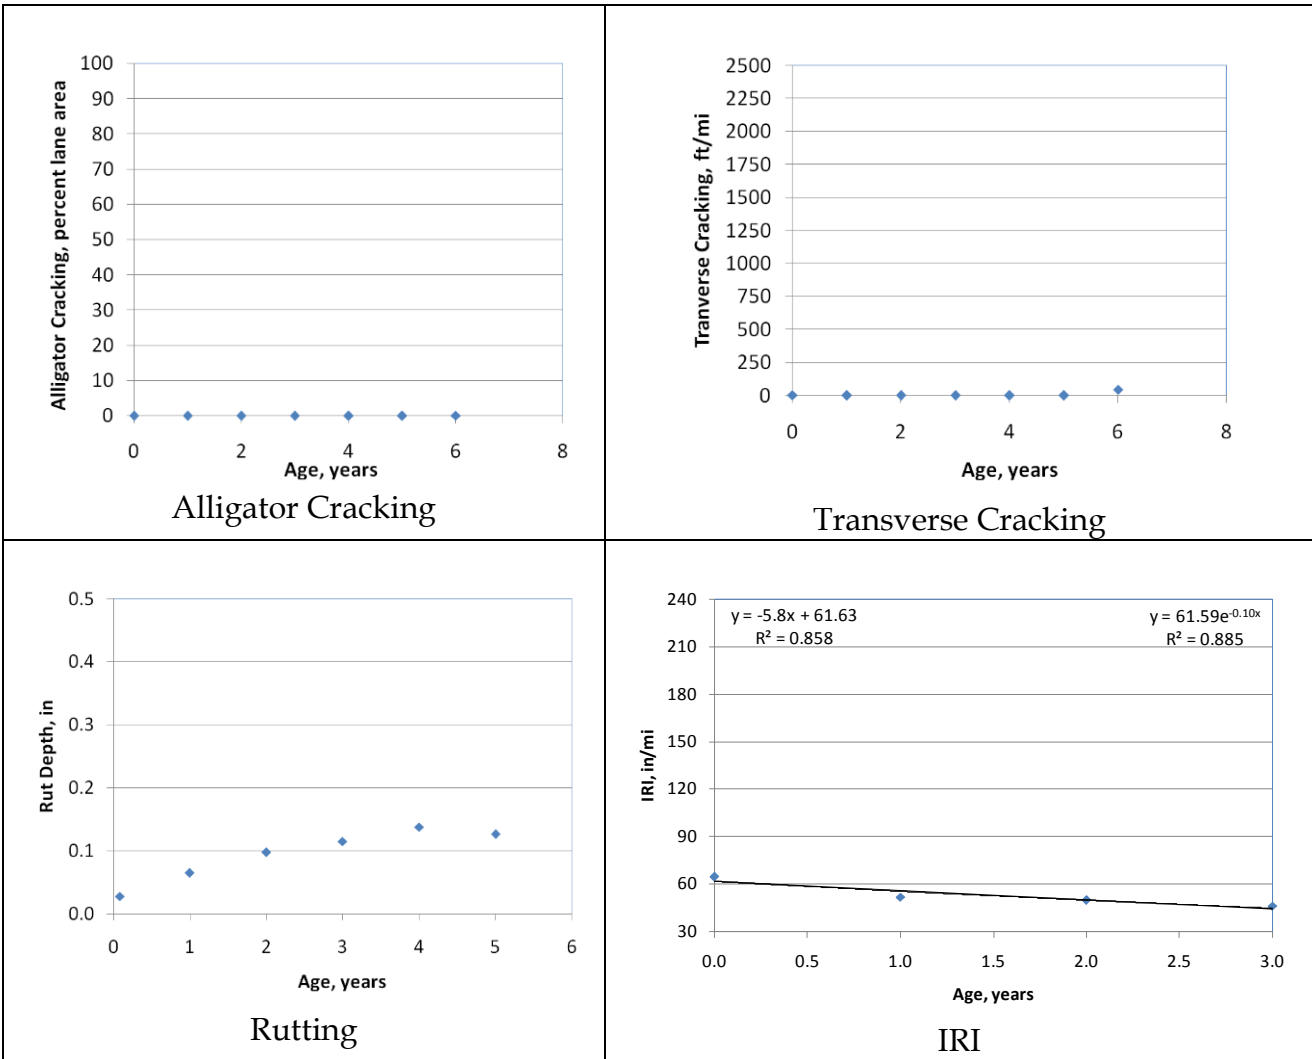 Alligator Cracking, percent lane area
100
90
80
70
60
50
40
30
20
10
0
0 2 4 6 8
Age, years
Alligator Cracking
Tranverse Cracking, ft/mi
2500
2250
2000
1750
1500
1250
1000
750
500
250
0
0 2 4 6 8
Age, years
Transverse Cracking
Rut Depth, in
0.5
0.4
0.3
0.2
0.1
0.0
0 1 2 3 4 5 6
Age, years
Rutting
IRI, in/mi
240
210
180
150
120
90
60
30
y = -5.8x + 61.63
R² = 0.858
y = 61.59e^-0.10x
R² = 0.885
0.0 0.5 1.0 1.5 2.0 2.5 3.0
Age, years
IRI